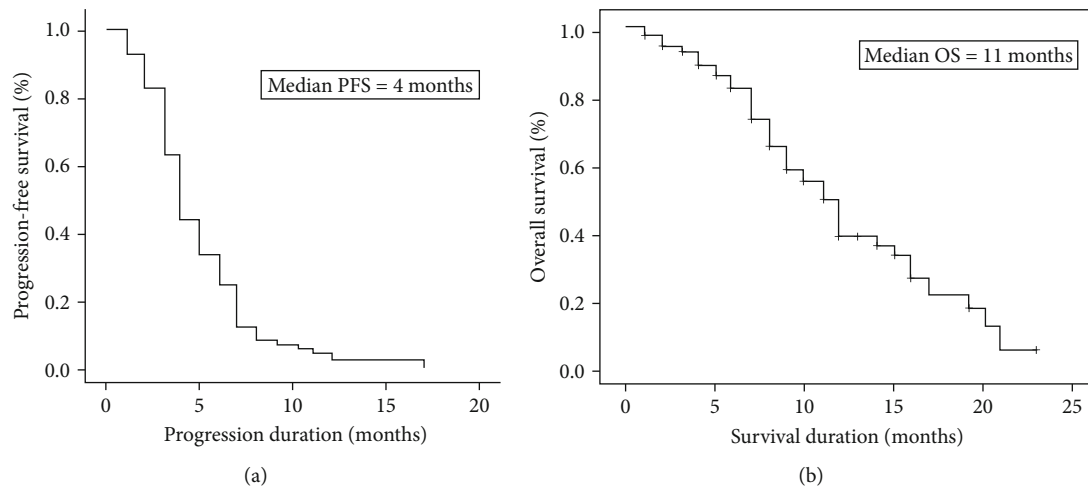 Progression-free survival (%)
1.0
0.8
0.6
0.4
0.2
0.0
Median PFS = 4 months
0 5 10 15 20
Progression duration (months)
(a)
Overall survival (%)
1.0
0.8
0.6
0.4
0.2
0.0
Median OS = 11 months
0 5 10 15 20 25
Survival duration (months)
(b)